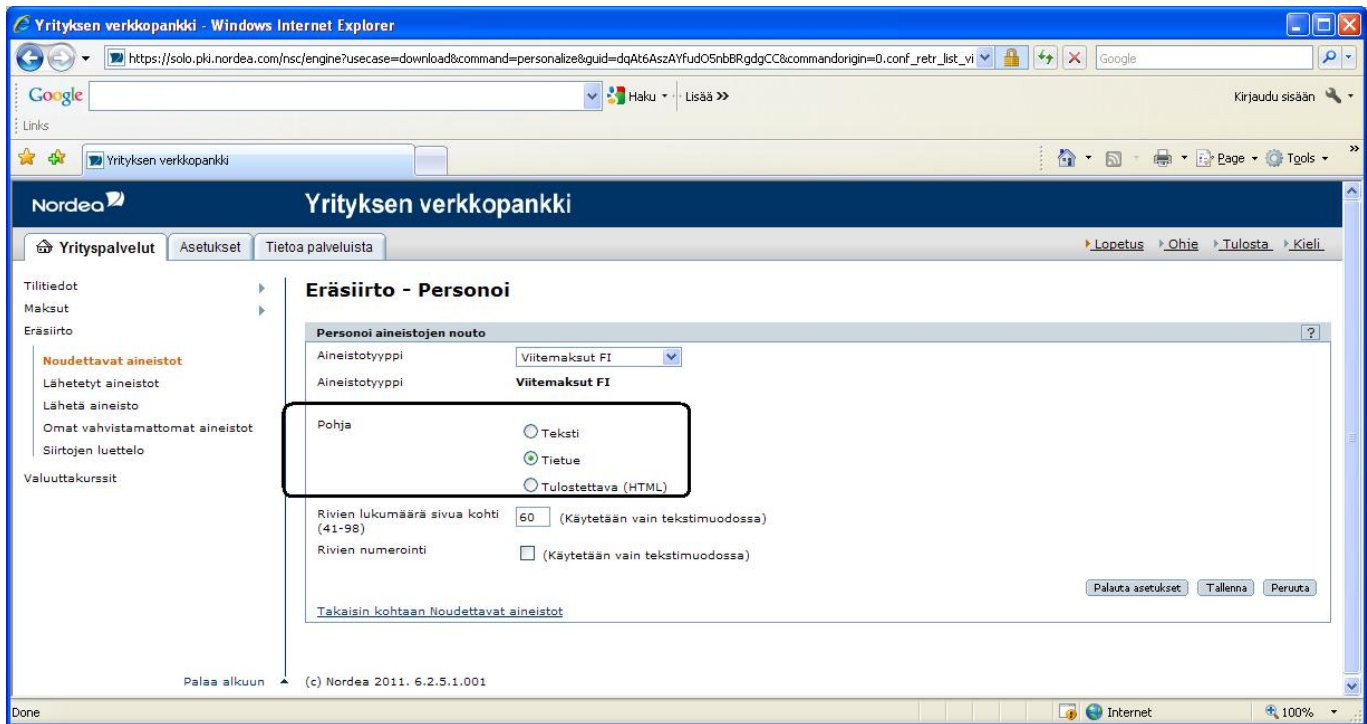 Yrityksen verkkopankki - Windows Internet Explorer
https://solo.pki.nordea.com/nsc/engine?usecase=download&command=personalize&guid=dqAt6AszAYfudO5nbBRgdgCC&commandorigin=0.conf_retr_list_vi
Google
Google
Haku
Lisää >>
Kirjaudu sisään
Links
Yrityksen verkkopankki
Page
Tools
>>
Nordea
Yrityksen verkkopankki
Yrityspalvelut
Asetukset
Tietoa palveluista
Lopetus
Ohje
Tulosta
Kieli
Tilitiedot
Maksut
Eräsiirto
Noudettavat aineistot
Lähetetyt aineistot
Lähetä aineisto
Omat vahvistamattomat aineistot
Siirtojen luettelo
Valuuttakurssit
Eräsiirto - Personoi
Personoi aineistojen nouto
?
Aineistotyyppi
Viitemaksut FI
Aineistotyyppi
Viitemaksut FI
Pohja
Teksti
Tietue
Tulostettava (HTML)
Rivien lukumäärä sivua kohti
(41-98)
60
(Käytetään vain tekstimuodossa)
Rivien numerointi
(Käytetään vain tekstimuodossa)
Palauta asetukset
Tallenna
Peruuta
Takaisin kohtaan Noudettavat aineistot
Palaa alkuun
(c) Nordea 2011. 6.2.5.1.001
Done
Internet
100%